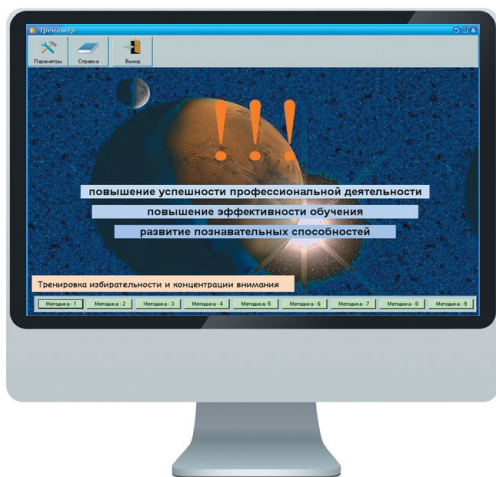 Тренажер
Параметры Справка Выход
! ! !
повышение успешности профессиональной деятельности
повышение эффективности обучения
развитие познавательных способностей
Тренировка избирательности и концентрации внимания
Методика - 1 Методика - 2 Методика - 3 Методика - 4 Методика -5 Методика - 6 Методика - 7 Методика - 8 Методика - 9